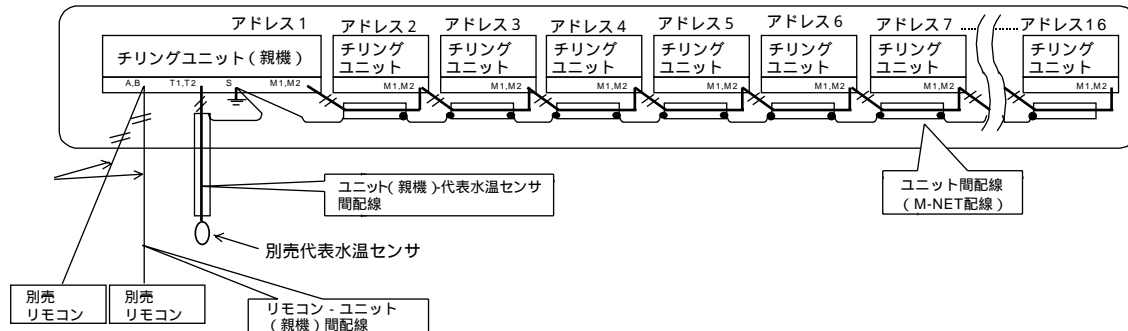 アドレス1
アドレス2
アドレス3
アドレス4
アドレス5
アドレス6
アドレス7
アドレス16
チリングユニット(親機)
A,B
T1,T2
S
M1,M2
チリング
ユニット
M1,M2
チリング
ユニット
M1,M2
チリング
ユニット
M1,M2
チリング
ユニット
M1,M2
チリング
ユニット
M1,M2
チリング
ユニット
M1,M2
チリング
ユニット
M1,M2
ユニット(親機)-代表水温センサ
間配線
ユニット間配線
(M-NET配線)
別売代表水温センサ
別売
リモコン
別売
リモコン
リモコン - ユニット
(親機)間配線